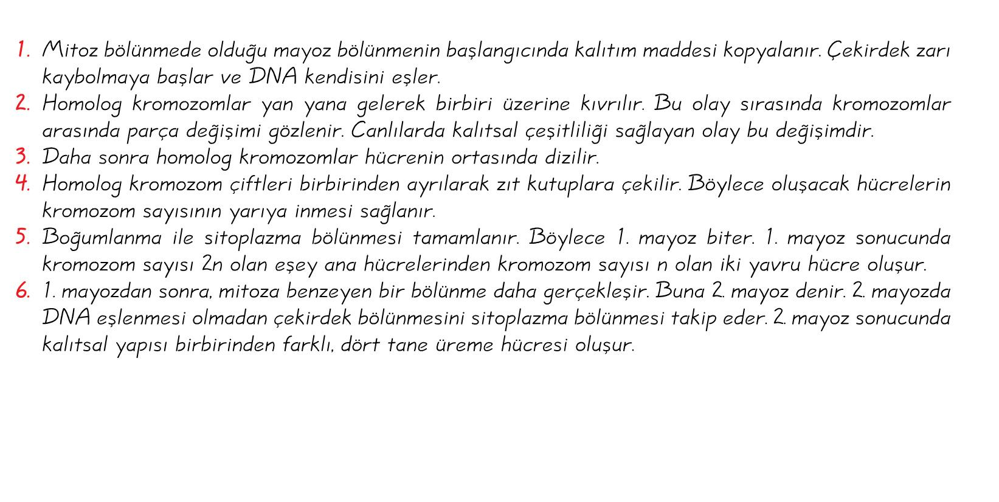 1. Mitoz bölünmede olduğu mayoz bölünmenin başlangıcında kalıtım maddesi kopyalanır. Çekirdek zarı
kaybolmaya başlar ve DNA kendisini eşler.
2. Homolog kromozomlar yan yana gelerek birbiri üzerine kıvrılır. Bu olay sırasında kromozomlar
arasında parça değişimi gözlenir. Canlılarda kalıtsal çeşitliliği sağlayan olay bu değişimdir.
3. Daha sonra homolog kromozomlar hücrenin ortasında dizilir.
4. Homolog kromozom çiftleri birbirinden ayrılarak zıt kutuplara çekilir. Böylece oluşacak hücrelerin
kromozom sayısının yarıya inmesi sağlanır.
5. Boğumlanma ile sitoplazma bölünmesi tamamlanır. Böylece 1. mayoz biter. 1. mayoz sonucunda
kromozom sayısı 2n olan eşey ana hücrelerinden kromozom sayısı n olan iki yavru hücre oluşur.
6. 1. mayozdan sonra, mitoza benzeyen bir bölünme daha gerçekleşir. Buna 2. mayoz denir. 2. mayozda
DNA eşlenmesi olmadan çekirdek bölünmesini sitoplazma bölünmesi takip eder. 2. mayoz sonucunda
kalıtsal yapısı birbirinden farklı, dört tane üreme hücresi oluşur.